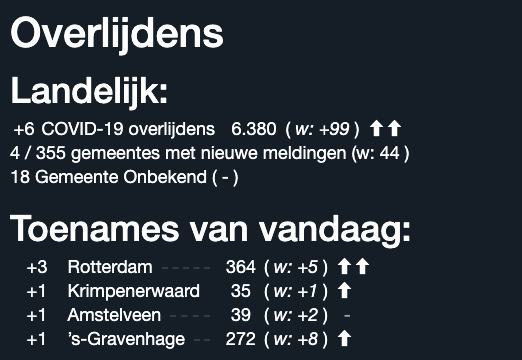 Overlijdens
Landelijk:
+6 COVID-19 overlijdens 6.380 ( w: +99 ) ⬆⬆
4 / 355 gemeentes met nieuwe meldingen (w: 44 )
18 Gemeente Onbekend ( - )
Toenames van vandaag:
+3 Rotterdam ----- 364 ( w: +5 ) ⬆⬆
+1 Krimpenerwaard 35 ( w: +1 ) ⬆
+1 Amstelveen ---- 39 ( w: +2 ) -
+1 's-Gravenhage -- 272 ( w: +8 ) ⬆